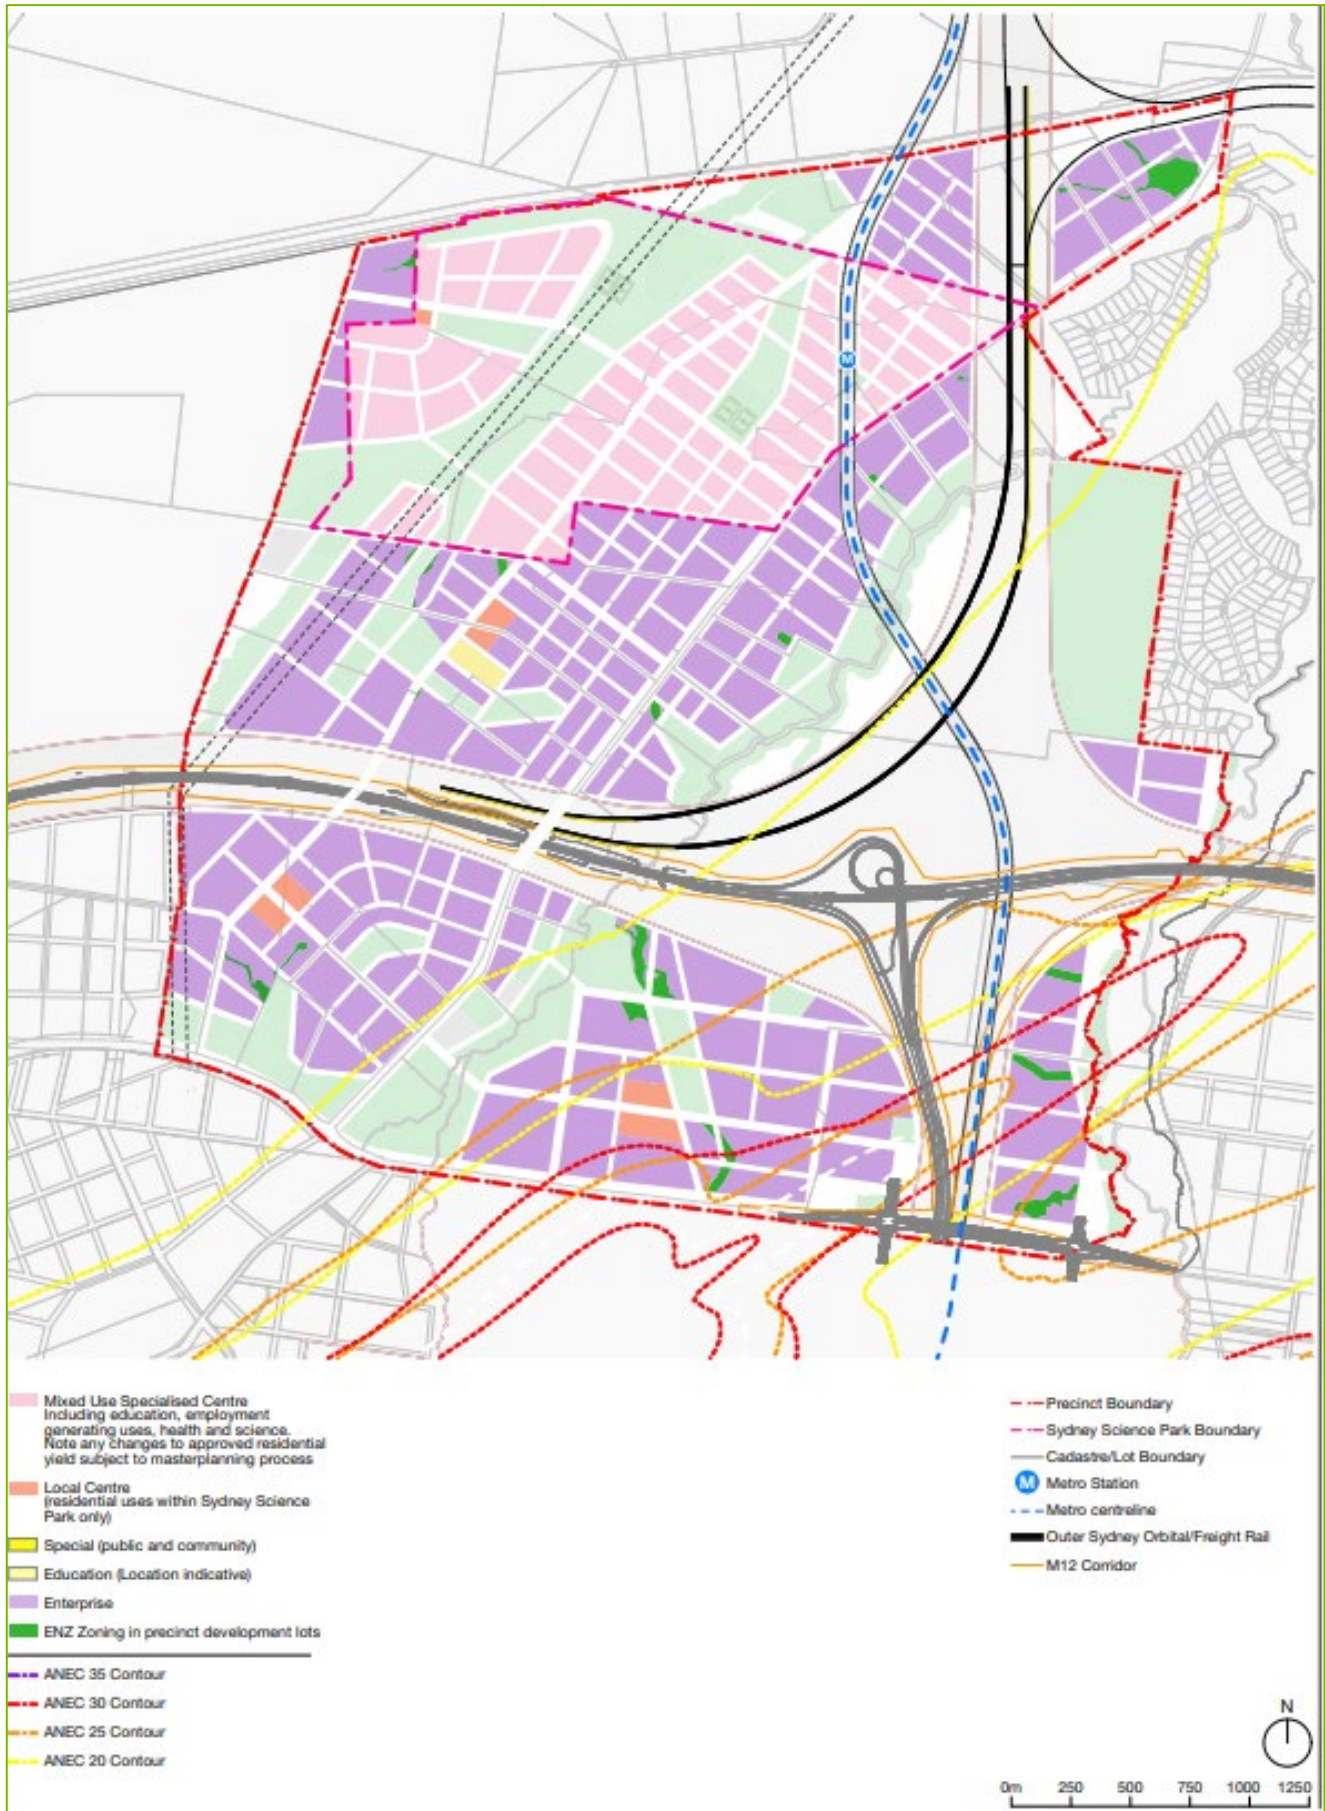 M
Mixed Use Specialised Centre
Including education, employment
generating uses, health and science.
Note any changes to approved residential
yield subject to masterplanning process
Local Centre
(residential uses within Sydney Science
Park only)
Special (public and community)
Education (Location indicative)
Enterprise
ENZ Zoning in precinct development lots
ANEC 35 Contour
ANEC 30 Contour
ANEC 25 Contour
ANEC 20 Contour
Precinct Boundary
Sydney Science Park Boundary
Cadastre/Lot Boundary
M Metro Station
Metro centreline
Outer Sydney Orbital/Freight Rail
M12 Corridor
N
0m 250 500 750 1000 1250